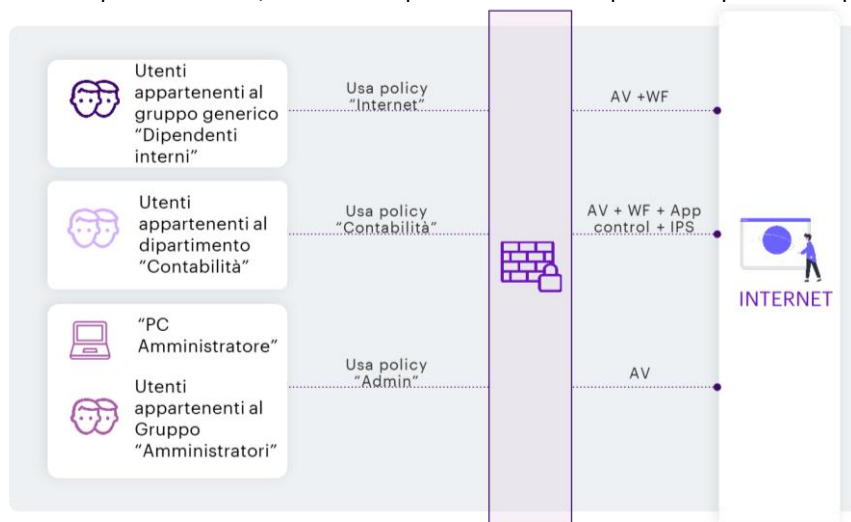 Utenti
appartenenti al
gruppo generico
"Dipendenti
interni"
Usa policy
"Internet"
AV +WF
Utenti
appartenenti al
dipartimento
"Contabilità"
Usa policy
"Contabilità"
AV + WF + App
control + IPS
INTERNET
"PC
Amministratore"
Utenti
appartenenti al
Gruppo
"Amministratori"
Usa policy
"Admin"
AV